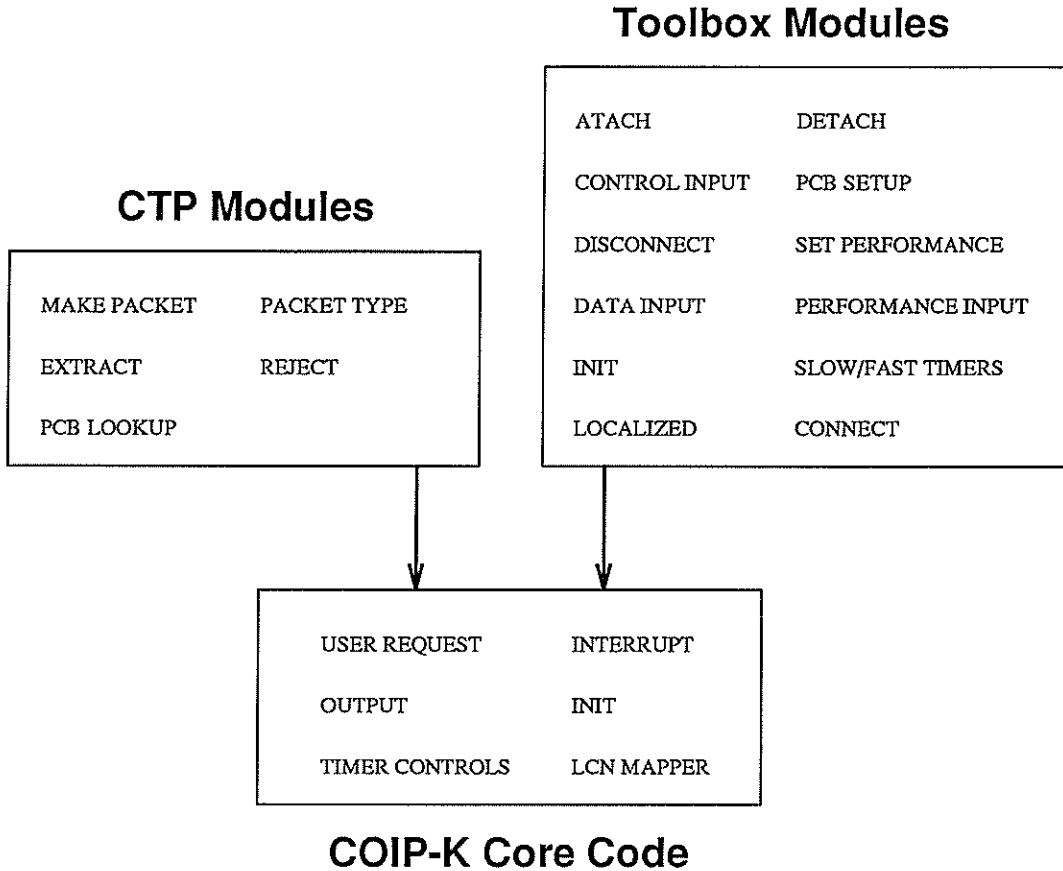 Toolbox Modules
ATACH DETACH
CONTROL INPUT PCB SETUP
DISCONNECT SET PERFORMANCE
DATA INPUT PERFORMANCE INPUT
INIT SLOW/FAST TIMERS
LOCALIZED CONNECT
CTP Modules
MAKE PACKET PACKET TYPE
EXTRACT REJECT
PCB LOOKUP
USER REQUEST INTERRUPT
OUTPUT INIT
TIMER CONTROLS LCN MAPPER
COIP-K Core Code